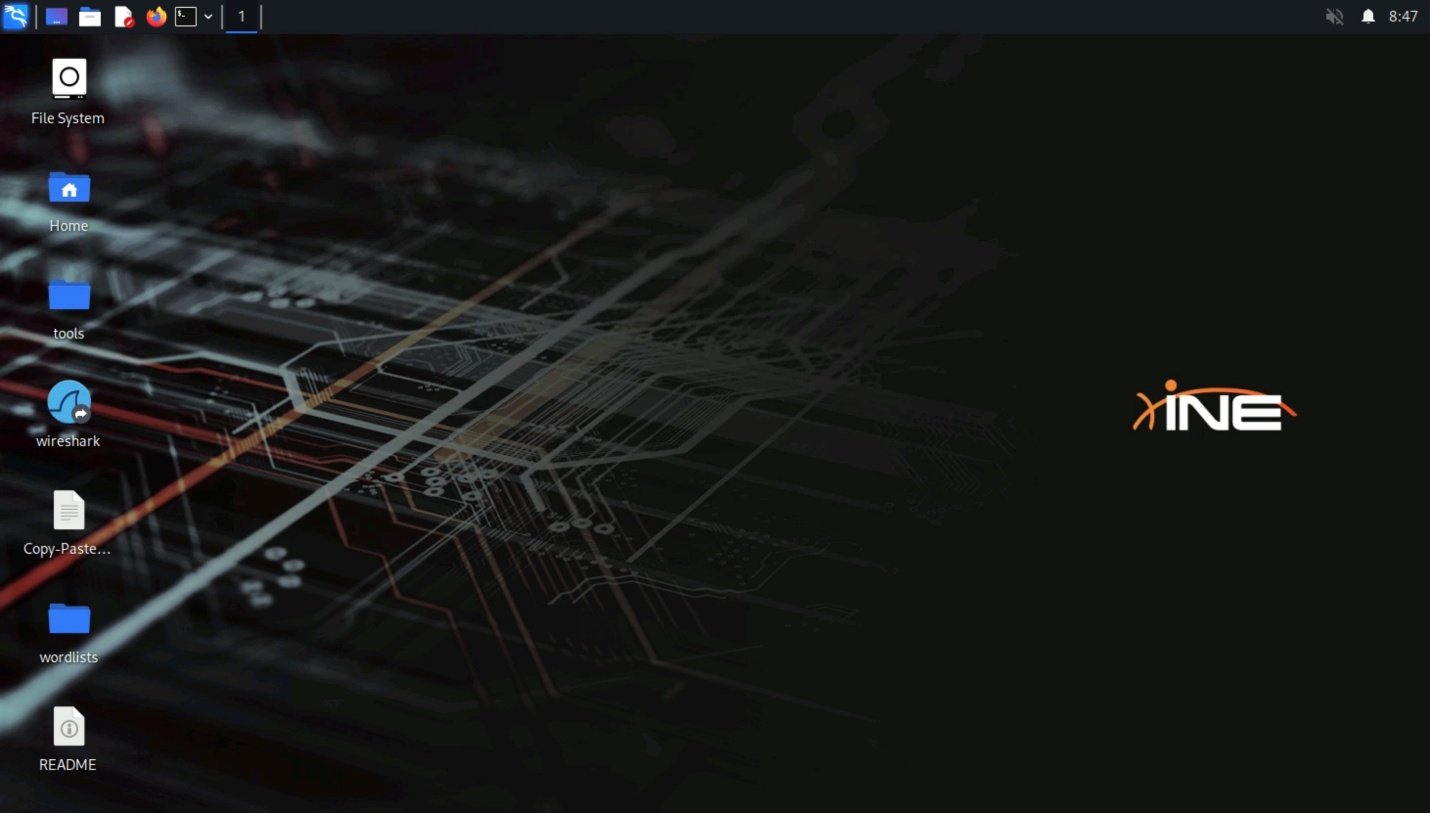 1
8:47
File System
Home
tools
wireshark
Copy-Paste...
wordlists
README
INE